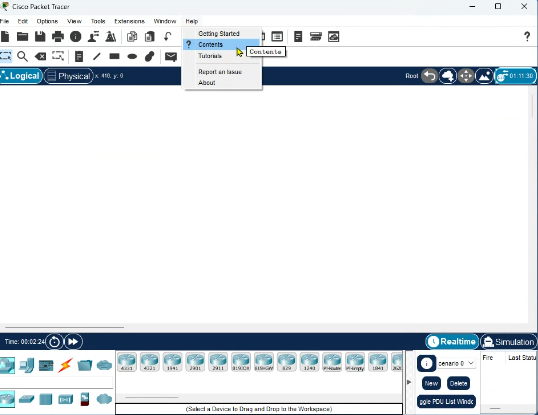 Cisco Packet Tracer
File Edit Options View Tools Extensions Window Help
Getting Started
? Contents
Contents
Tutorials
Report an Issue
About
?
Logical Physical x: 410, y: 0 Root 01:11:30
Time: 00:02:24 Realtime Simulation
4331 4321 1941 2901 2911 819IOX 819HGW 829 1240 PT-Router PT-Empty 1841 2620
cenario 0 Fire Last Statu
New Delete
ggle PDU List Windo
(Select a Device to Drag and Drop to the Workspace)